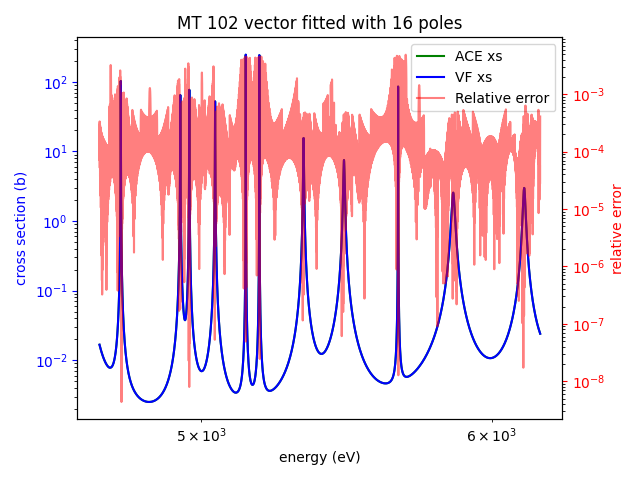 MT 102 vector fitted with 16 poles
ACE xs
VF xs
Relative error
10²
10¹
10⁰
10⁻¹
10⁻²
cross section (b)
10⁻³
10⁻⁴
10⁻⁵
10⁻⁶
10⁻⁷
10⁻⁸
relative error
5 × 10³
6 × 10³
energy (eV)